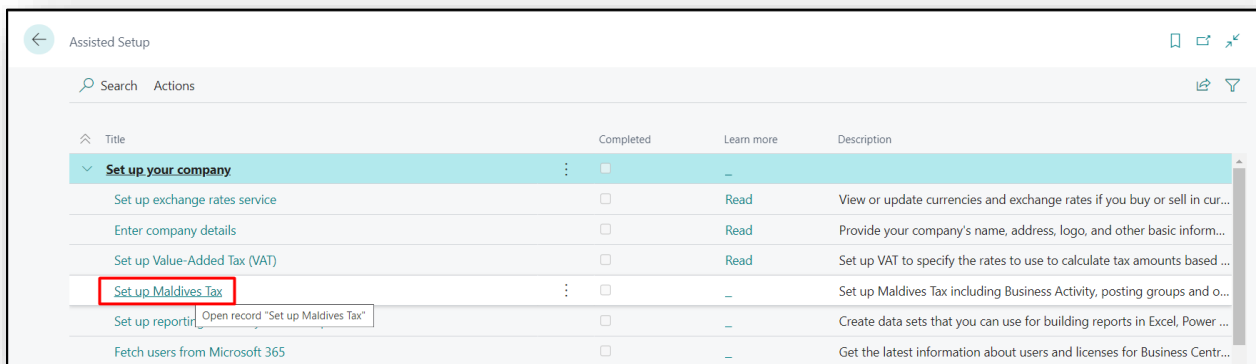 Assisted Setup
Search Actions
Title Completed Learn more Description
Set up your company
Set up exchange rates service Read View or update currencies and exchange rates if you buy or sell in cur...
Enter company details Read Provide your company's name, address, logo, and other basic inform...
Set up Value-Added Tax (VAT) Read Set up VAT to specify the rates to use to calculate tax amounts based ...
Set up Maldives Tax Set up Maldives Tax including Business Activity, posting groups and o...
Open record "Set up Maldives Tax"
Set up reporting Create data sets that you can use for building reports in Excel, Power ...
Fetch users from Microsoft 365 Get the latest information about users and licenses for Business Centr...